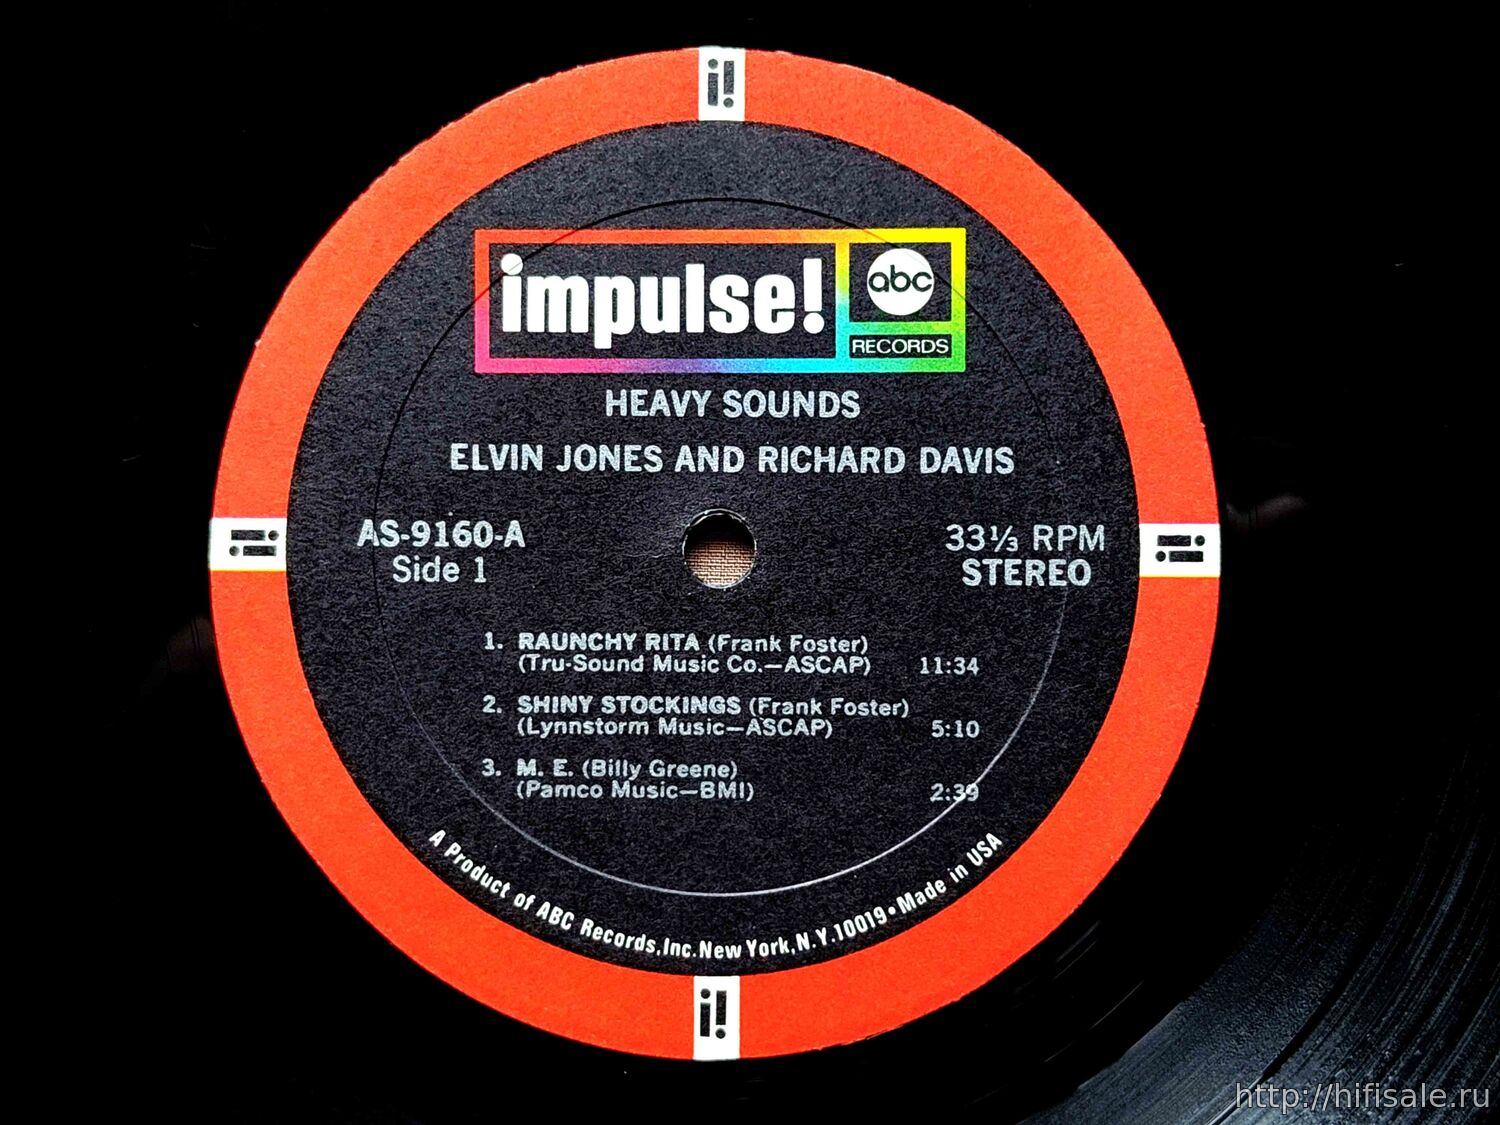 i!
impulse!
abc
RECORDS
HEAVY SOUNDS
ELVIN JONES AND RICHARD DAVIS
AS-9160-A
Side 1
33⅓ RPM
STEREO
i!
i!
1. RAUNCHY RITA (Frank Foster)
(Tru-Sound Music Co.—ASCAP) 11:34
2. SHINY STOCKINGS (Frank Foster)
(Lynnstorm Music—ASCAP) 5:10
3. M. E. (Billy Greene)
(Pamco Music—BMI) 2:39
A Product of ABC Records, Inc. New York, N.Y. 10019 • Made in USA
i!
http://hifisale.ru